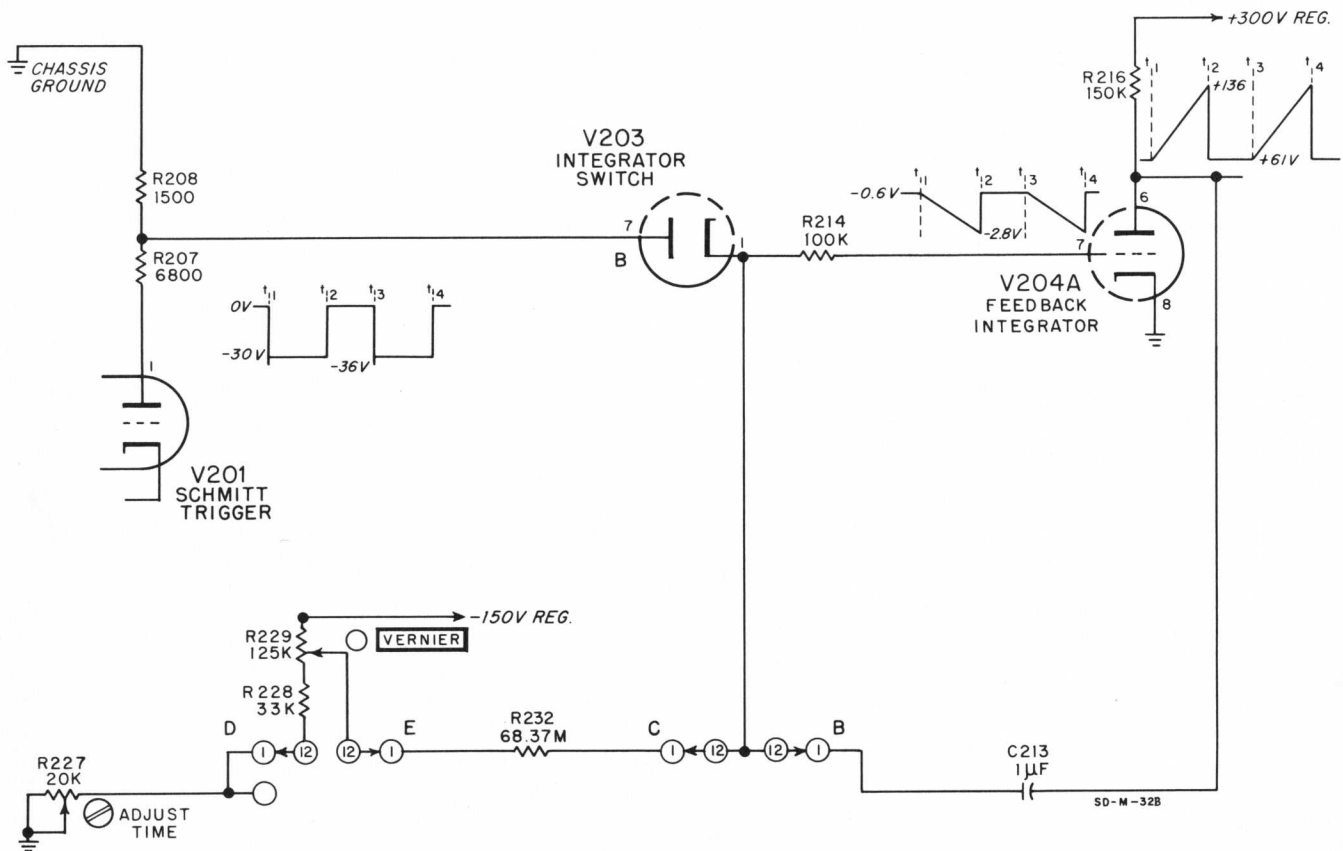 +300V REG.
CHASSIS
GROUND
R216
150K
t1
t2
t3
t4
+136
+61V
V203
INTEGRATOR
SWITCH
R208
1500
7
B
1
R214
100K
-0.6V
t1
t2
t3
t4
-2.8V
6
7
8
V204A
FEEDBACK
INTEGRATOR
R207
6800
0V
t1
t2
t3
t4
-30V
-36V
1
V201
SCHMITT
TRIGGER
-150V REG.
VERNIER
R229
125K
R228
33K
D
1
12
12
1
E
R232
68.37M
C
1
12
12
1
B
R227
20K
ADJUST
TIME
C213
1µF
SD-M-32B